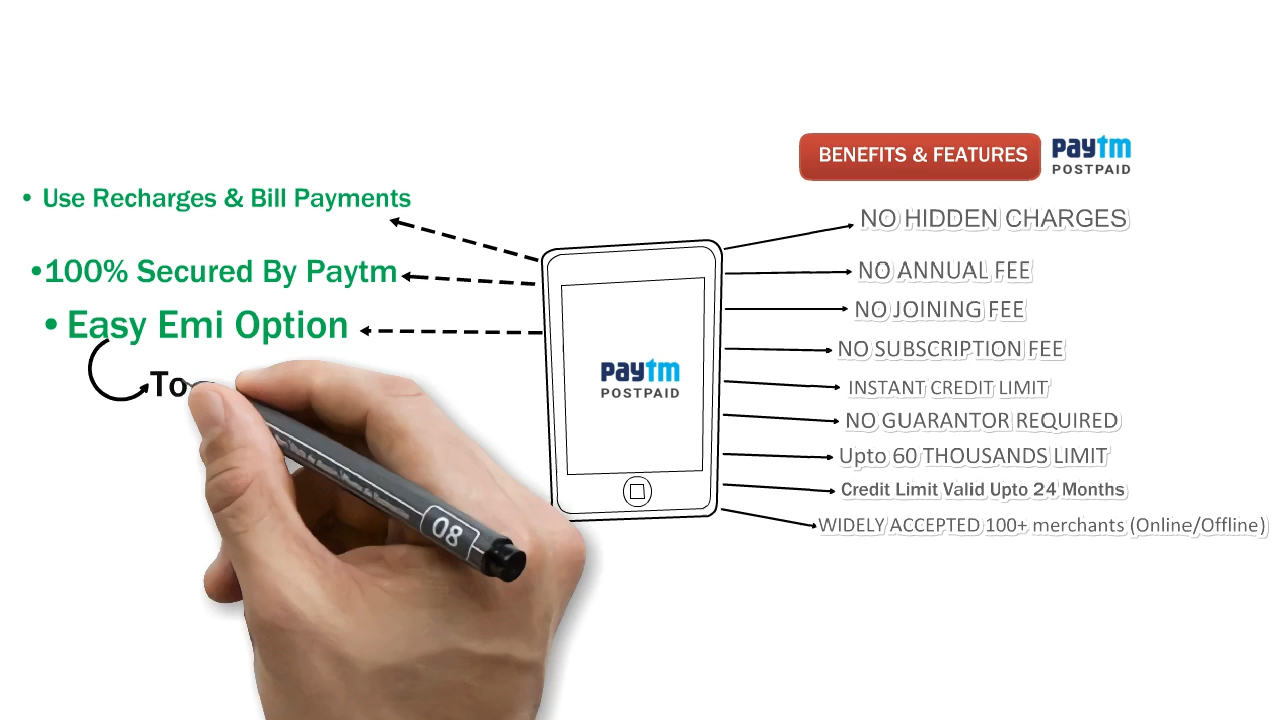 BENEFITS & FEATURES
paytm
POSTPAID
• Use Recharges & Bill Payments
•100% Secured By Paytm
• Easy Emi Option
To
paytm
POSTPAID
NO HIDDEN CHARGES
NO ANNUAL FEE
NO JOINING FEE
NO SUBSCRIPTION FEE
INSTANT CREDIT LIMIT
NO GUARANTOR REQUIRED
Upto 60 THOUSANDS LIMIT
Credit Limit Valid Upto 24 Months
WIDELY ACCEPTED 100+ merchants (Online/Offline)
08